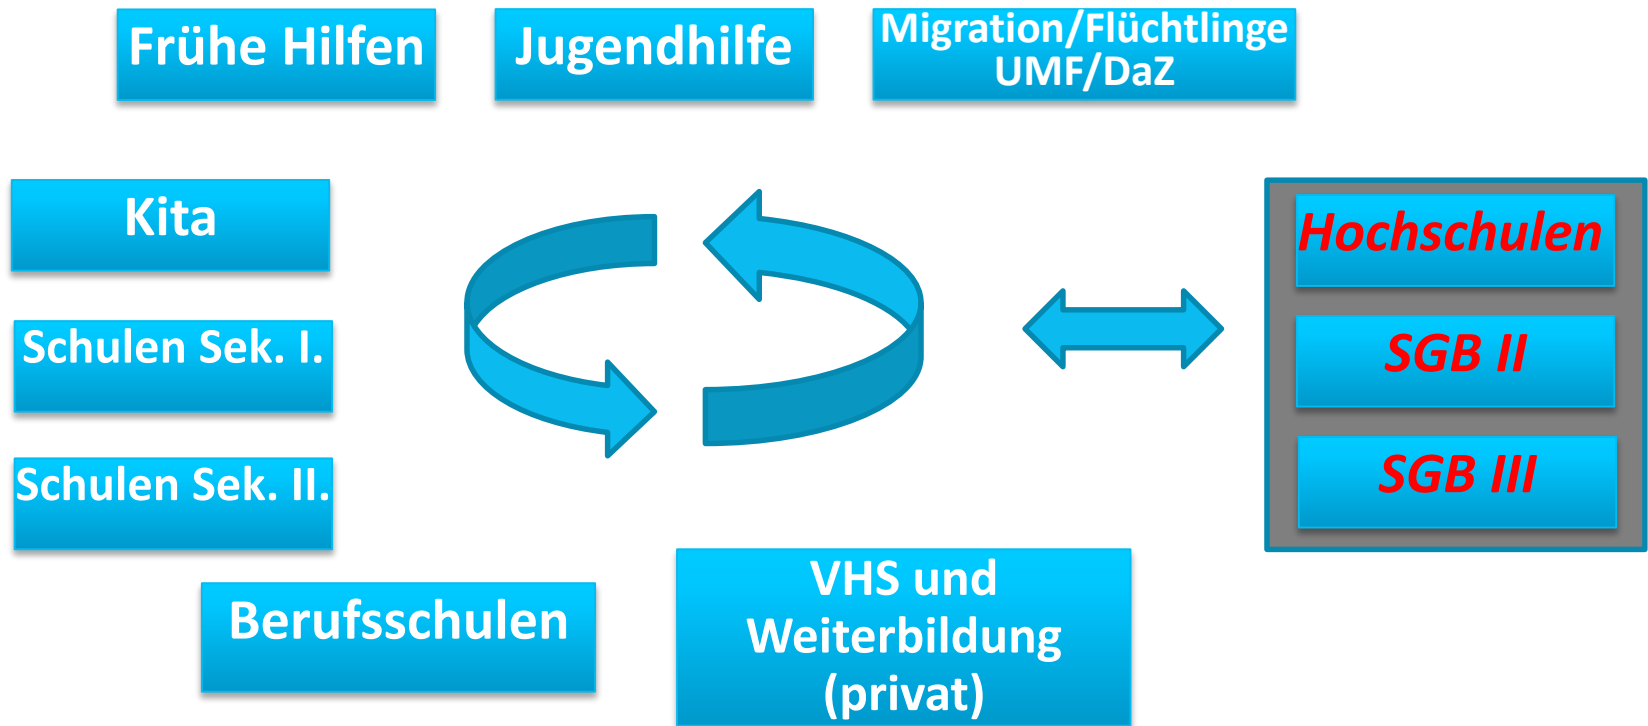 Frühe Hilfen
Jugendhilfe
Migration/Flüchtlinge
UMF/DaZ
Kita
Hochschulen
Schulen Sek. I.
SGB II
Schulen Sek. II.
SGB III
Berufsschulen
VHS und
Weiterbildung
(privat)